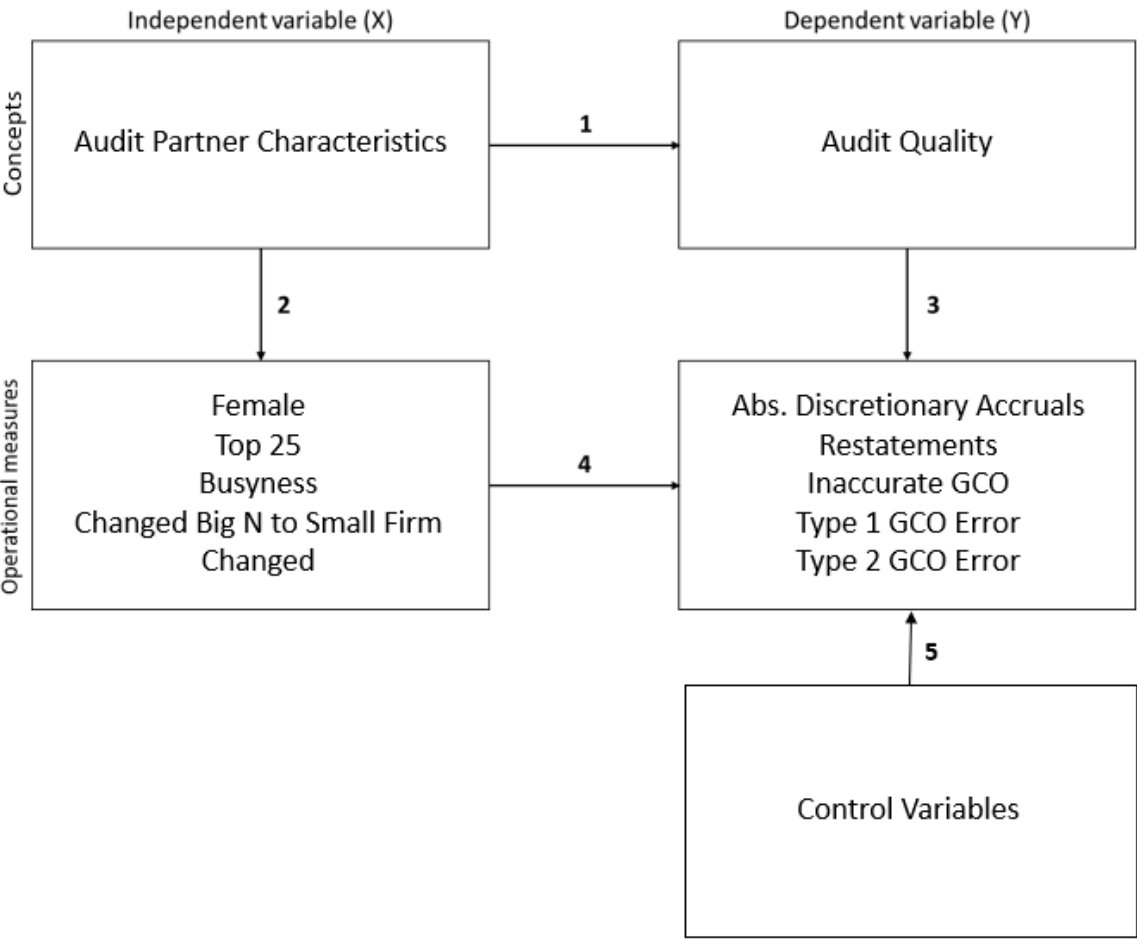 Independent variable (X)
Dependent variable (Y)
Concepts
Audit Partner Characteristics
1
Audit Quality
2
3
Operational measures
Female
Top 25
Busyness
Changed Big N to Small Firm
Changed
4
Abs. Discretionary Accruals
Restatements
Inaccurate GCO
Type 1 GCO Error
Type 2 GCO Error
5
Control Variables